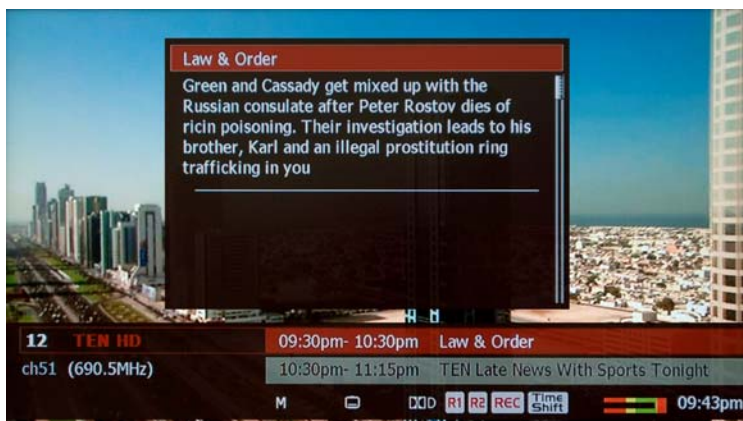 Law & Order
Green and Cassady get mixed up with the
Russian consulate after Peter Rostov dies of
ricin poisoning. Their investigation leads to his
brother, Karl and an illegal prostitution ring
trafficking in you
12 TEN HD 09:30pm- 10:30pm Law & Order
ch51 (690.5MHz) 10:30pm- 11:15pm TEN Late News With Sports Tonight
M R1 R2 REC Time Shift 09:43pm